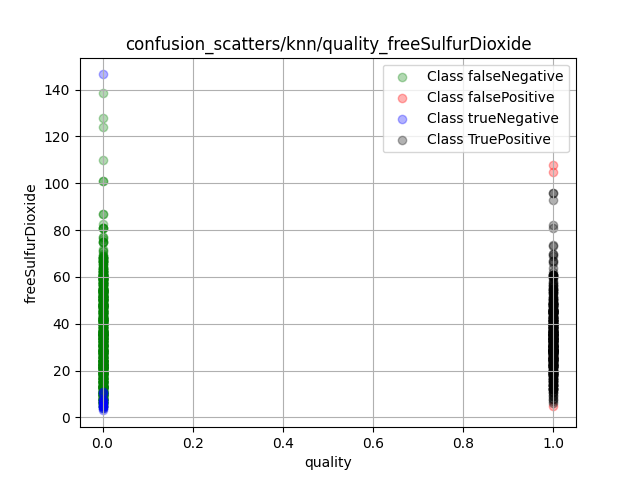 confusion_scatters/knn/quality_freeSulfurDioxide
Class falseNegative
Class falsePositive
Class trueNegative
Class TruePositive
freeSulfurDioxide
140
120
100
80
60
40
20
0
0.0 0.2 0.4 0.6 0.8 1.0
quality